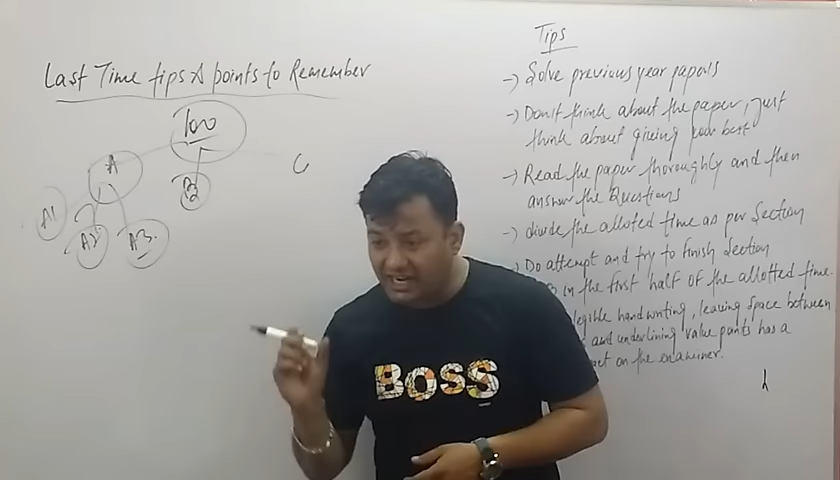 Last Time tips & points to Remember
A
A1
A2
A3.
B
C
Tips
-) Solve previous year papers
-) Don't think about the paper, just
think about giving your best
-) Read the paper thoroughly and then
answer the Questions
-) divide the alloted time as per Section
-) Do attempt and try to finish Section
in the first half of the allotted time.
legible handwriting, leaving space between
and underlining value points has a
on the examiner.
BOSS